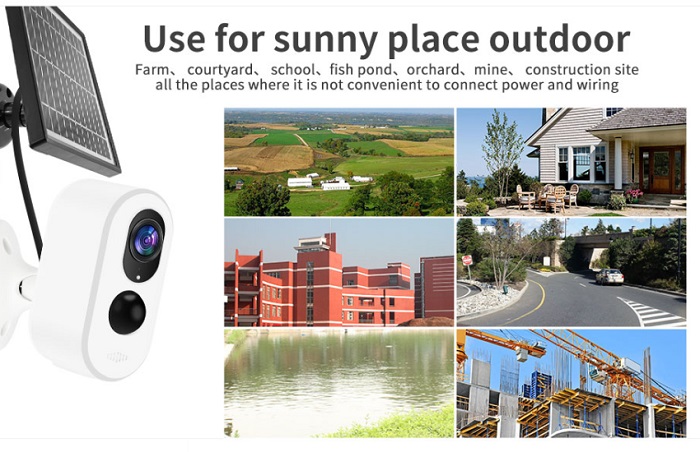 Use for sunny place outdoor
Farm、 courtyard、 school、fish pond、orchard、mine、 construction site
all the places where it is not convenient to connect power and wiring